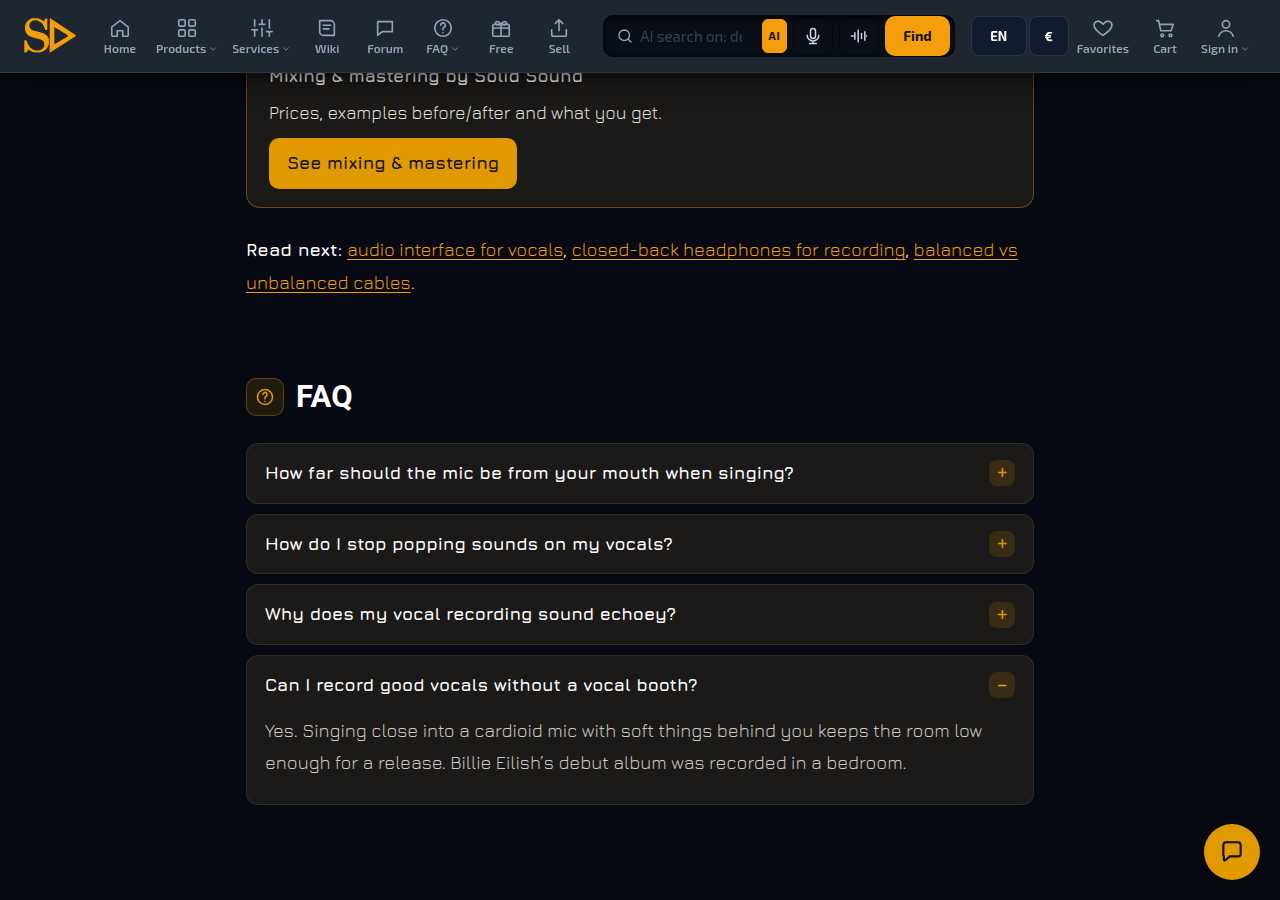 SD
Home
Products
Services
Wiki
Forum
FAQ
Free
Sell
AI search on: de
AI
Find
EN
€
Favorites
Cart
Sign in
Mixing & mastering by Solid Sound
Prices, examples before/after and what you get.
See mixing & mastering
Read next: audio interface for vocals, closed-back headphones for recording, balanced vs
unbalanced cables.
FAQ
How far should the mic be from your mouth when singing?
+
How do I stop popping sounds on my vocals?
+
Why does my vocal recording sound echoey?
+
Can I record good vocals without a vocal booth?
−
Yes. Singing close into a cardioid mic with soft things behind you keeps the room low
enough for a release. Billie Eilish's debut album was recorded in a bedroom.